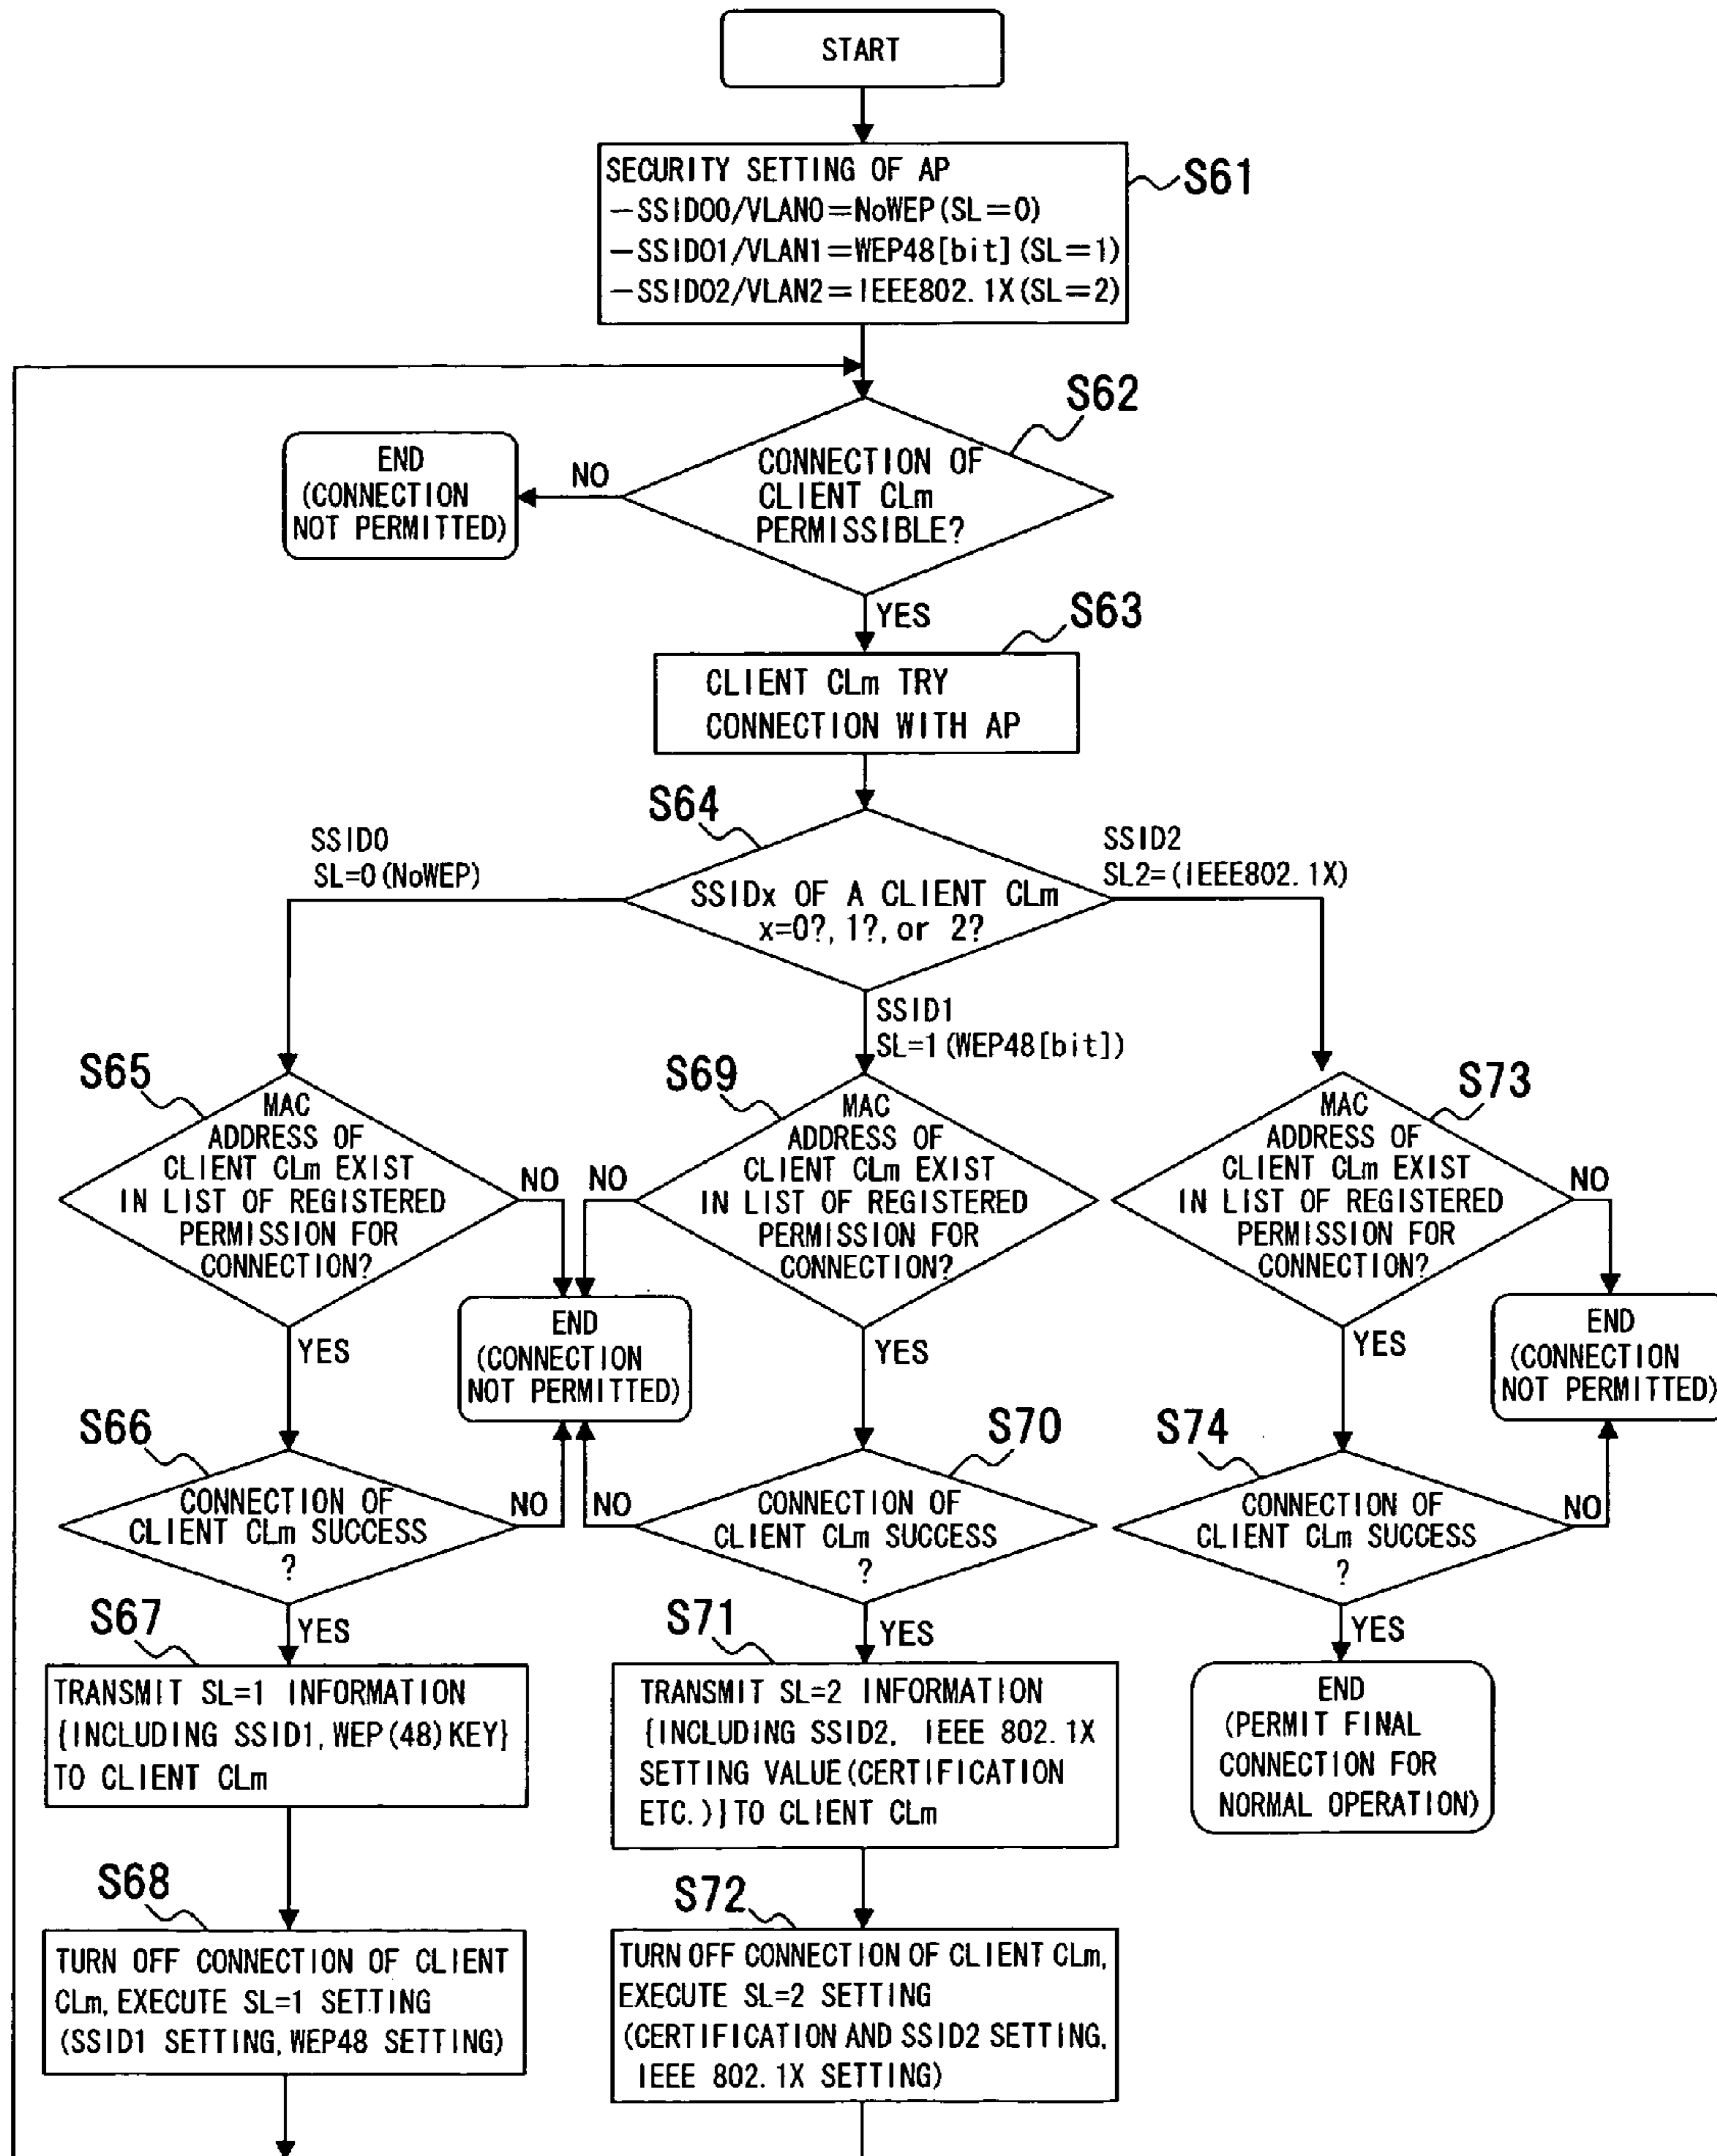 START
SECURITY SETTING OF AP
—SSID00/VLAN0=NoWEP(SL=0)
—SSID01/VLAN1=WEP48[bit](SL=1)
—SSID02/VLAN2=IEEE802.1X(SL=2)
S61
S62
CONNECTION OF
CLIENT CLm
PERMISSIBLE?
NO
END
(CONNECTION
NOT PERMITTED)
YES
S63
CLIENT CLm TRY
CONNECTION WITH AP
S64
SSIDx OF A CLIENT CLm
x=0?, 1?, or 2?
SSID0
SL=0(NoWEP)
SSID1
SL=1(WEP48[bit])
SSID2
SL2=(IEEE802.1X)
S65
MAC
ADDRESS OF
CLIENT CLm EXIST
IN LIST OF REGISTERED
PERMISSION FOR
CONNECTION?
NO
YES
S69
MAC
ADDRESS OF
CLIENT CLm EXIST
IN LIST OF REGISTERED
PERMISSION FOR
CONNECTION?
NO
YES
S73
MAC
ADDRESS OF
CLIENT CLm EXIST
IN LIST OF REGISTERED
PERMISSION FOR
CONNECTION?
NO
YES
END
(CONNECTION
NOT PERMITTED)
END
(CONNECTION
NOT PERMITTED)
S66
CONNECTION OF
CLIENT CLm SUCCESS
?
NO
YES
S70
CONNECTION OF
CLIENT CLm SUCCESS
?
NO
YES
S74
CONNECTION OF
CLIENT CLm SUCCESS
?
NO
YES
S67
TRANSMIT SL=1 INFORMATION
{INCLUDING SSID1,WEP(48)KEY}
TO CLIENT CLm
S71
TRANSMIT SL=2 INFORMATION
{INCLUDING SSID2, IEEE 802.1X
SETTING VALUE(CERTIFICATION
ETC.)}TO CLIENT CLm
END
(PERMIT FINAL
CONNECTION FOR
NORMAL OPERATION)
S68
TURN OFF CONNECTION OF CLIENT
CLm,EXECUTE SL=1 SETTING
(SSID1 SETTING,WEP48 SETTING)
S72
TURN OFF CONNECTION OF CLIENT CLm,
EXECUTE SL=2 SETTING
(CERTIFICATION AND SSID2 SETTING,
IEEE 802.1X SETTING)